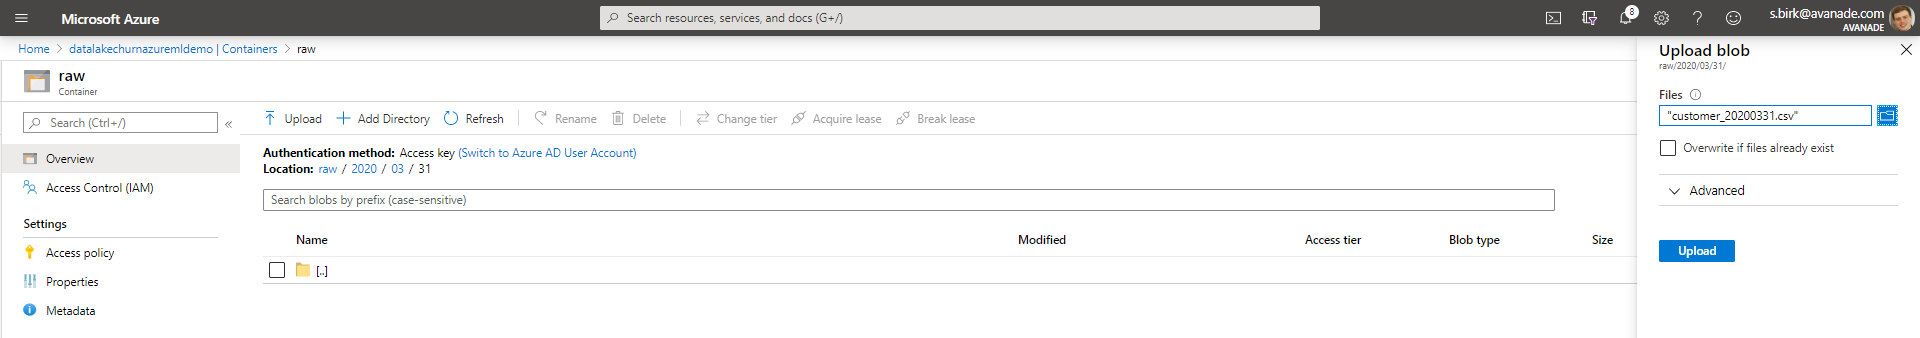 Microsoft Azure
Search resources, services, and docs (G+/)
8
s.birk@avanade.com
AVANADE
Home > datalakechurnazuremldemo | Containers > raw
raw
Container
Search (Ctrl+/)
«
Overview
Access Control (IAM)
Settings
Access policy
Properties
Metadata
Upload Add Directory Refresh Rename Delete Change tier Acquire lease Break lease
Authentication method: Access key (Switch to Azure AD User Account)
Location: raw / 2020 / 03 / 31
Search blobs by prefix (case-sensitive)
Name Modified Access tier Blob type Size
[..]
Upload blob
raw/2020/03/31/
Files
"customer_20200331.csv"
Overwrite if files already exist
Advanced
Upload